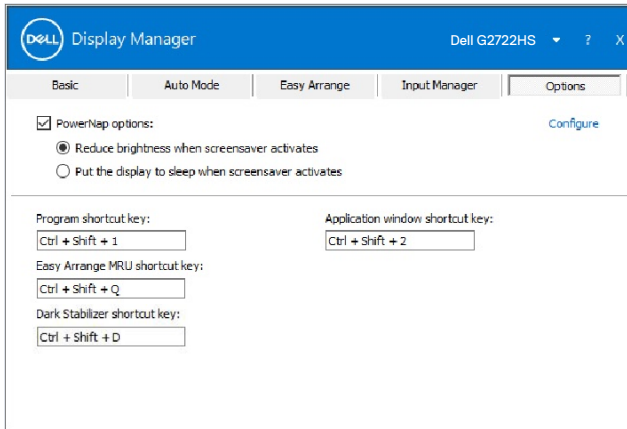 DELL Display Manager
Dell G2722HS ? X
Basic Auto Mode Easy Arrange Input Manager Options
PowerNap options: Configure
Reduce brightness when screensaver activates
Put the display to sleep when screensaver activates
Program shortcut key: Application window shortcut key:
Ctrl + Shift + 1 Ctrl + Shift + 2
Easy Arrange MRU shortcut key:
Ctrl + Shift + Q
Dark Stabilizer shortcut key:
Ctrl + Shift + D